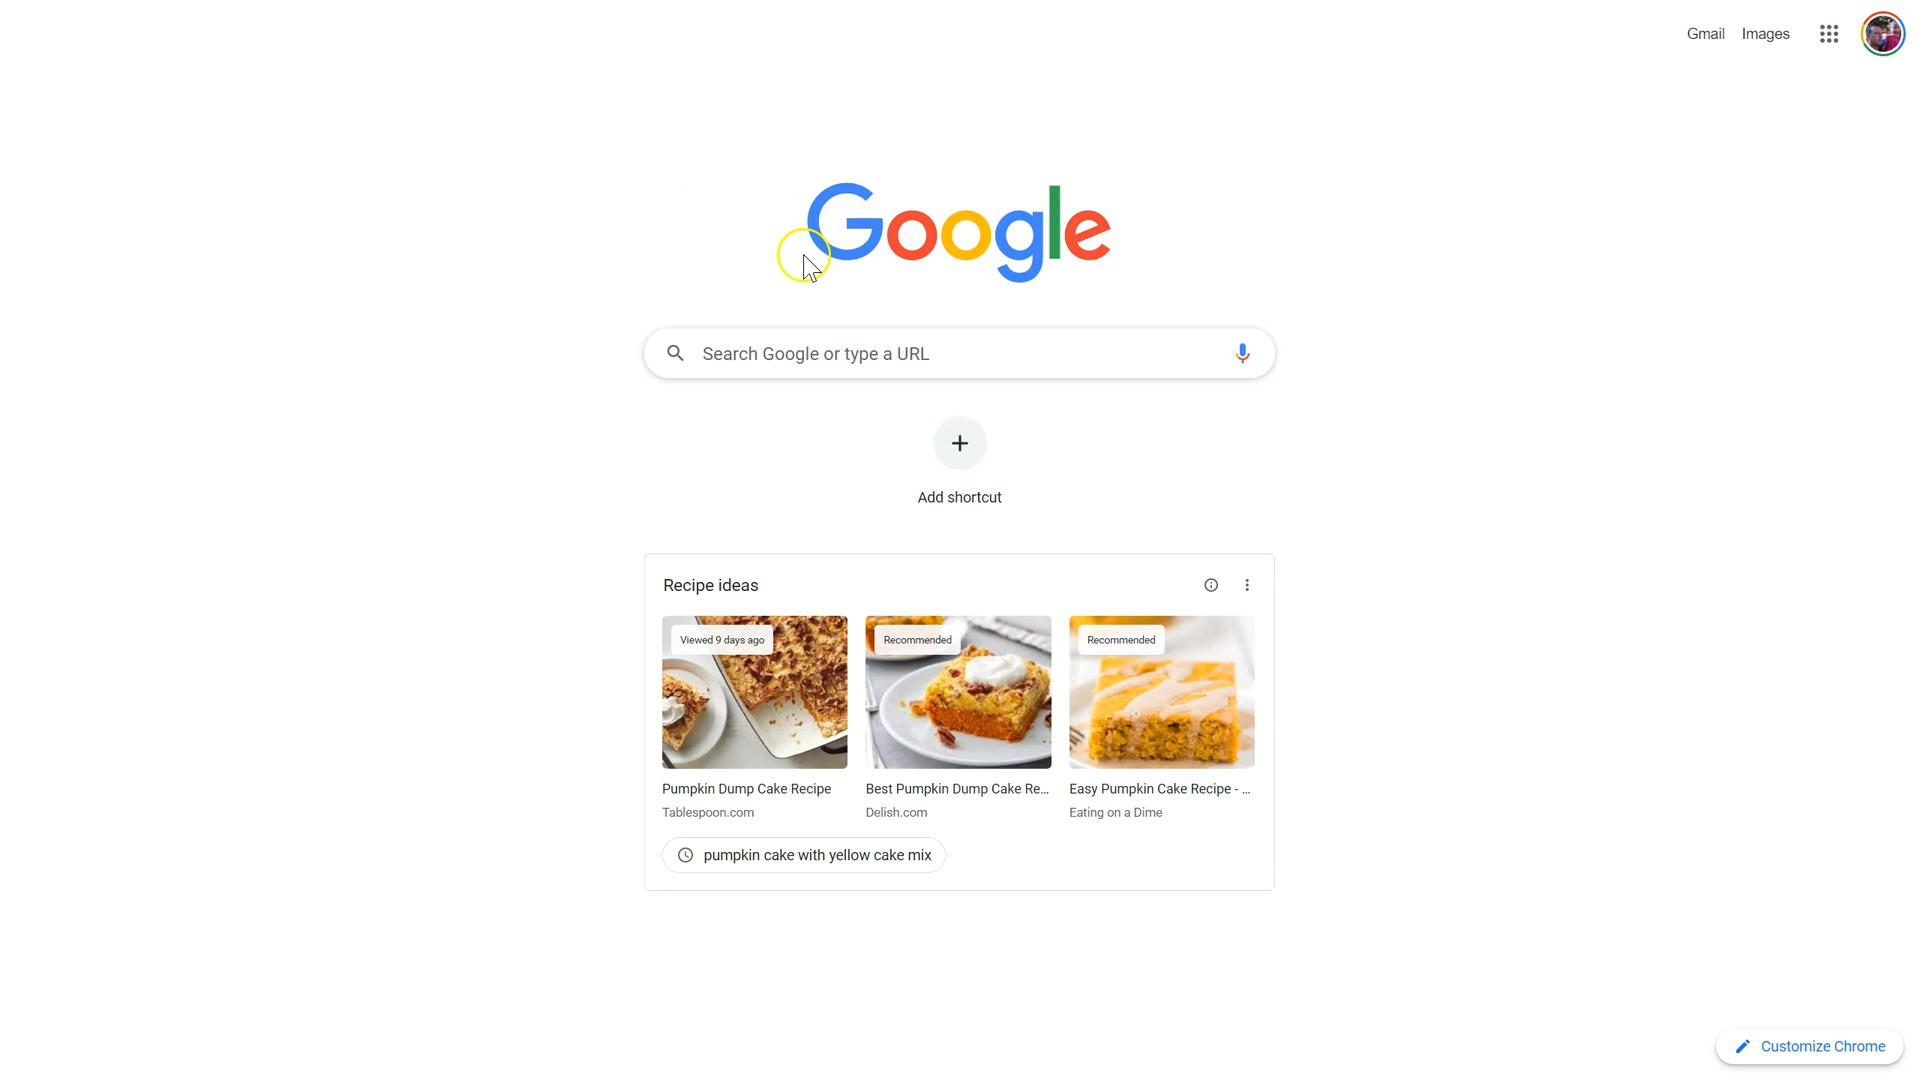 Gmail Images
Google
Search Google or type a URL
Add shortcut
Recipe ideas
Viewed 9 days ago
Recommended
Recommended
Pumpkin Dump Cake Recipe
Tablespoon.com
Best Pumpkin Dump Cake Re...
Delish.com
Easy Pumpkin Cake Recipe - ...
Eating on a Dime
pumpkin cake with yellow cake mix
Customize Chrome